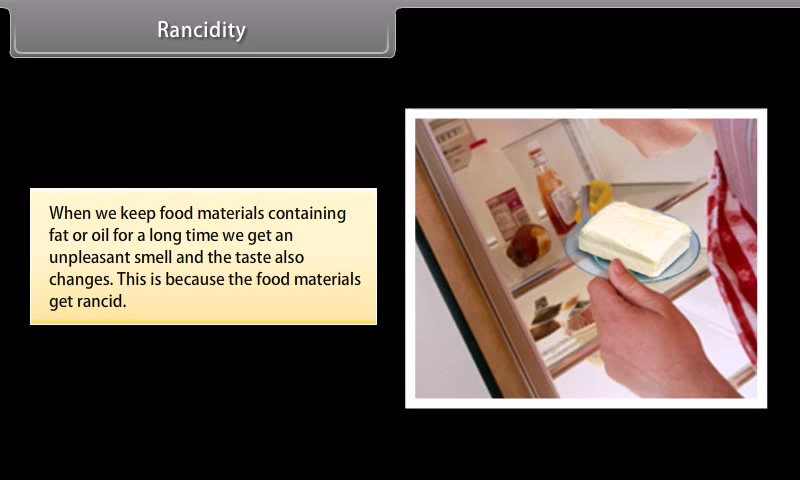 Rancidity
When we keep food materials containing
fat or oil for a long time we get an
unpleasant smell and the taste also
changes. This is because the food materials
get rancid.